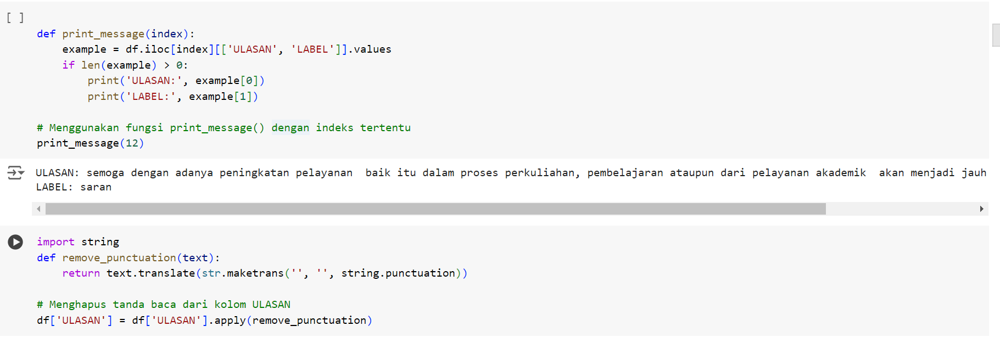 [ ]
def print_message(index):
    example = df.iloc[index][['ULASAN', 'LABEL']].values
    if len(example) > 0:
        print('ULASAN:', example[0])
        print('LABEL:', example[1])
# Menggunakan fungsi print_message() dengan indeks tertentu
print_message(12)
ULASAN: semoga dengan adanya peningkatan pelayanan  baik itu dalam proses perkuliahan, pembelajaran ataupun dari pelayanan akademik  akan menjadi jauh
LABEL: saran
import string
def remove_punctuation(text):
    return text.translate(str.maketrans('', '', string.punctuation))
# Menghapus tanda baca dari kolom ULASAN
df['ULASAN'] = df['ULASAN'].apply(remove_punctuation)